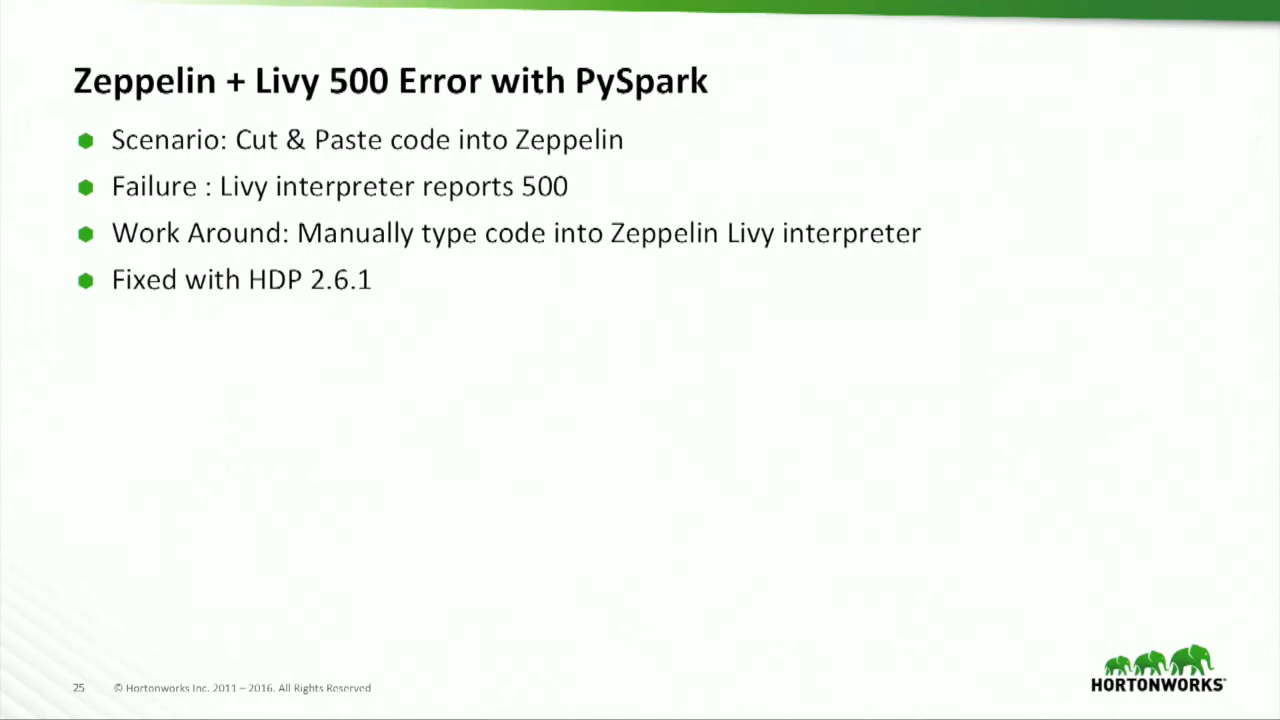 Zeppelin + Livy 500 Error with PySpark
Scenario: Cut & Paste code into Zeppelin
Failure : Livy interpreter reports 500
Work Around: Manually type code into Zeppelin Livy interpreter
Fixed with HDP 2.6.1
25 © Hortonworks Inc. 2011 – 2016. All Rights Reserved
HORTONWORKS